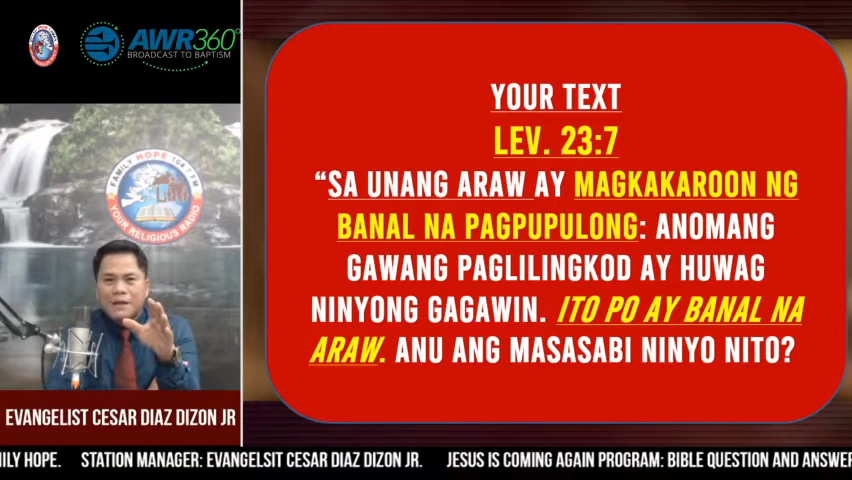 AWR360°
BROADCAST TO BAPTISM
FAMILY HOPE 104.7 FM
YOUR RELIGIOUS RADIO
EVANGELIST CESAR DIAZ DIZON JR
YOUR TEXT
LEV. 23:7
“SA UNANG ARAW AY MAGKAKAROON NG
BANAL NA PAGPUPULONG: ANOMANG
GAWANG PAGLILINGKOD AY HUWAG
NINYONG GAGAWIN. ITO PO AY BANAL NA
ARAW. ANU ANG MASASABI NINYO NITO?
ILY HOPE. STATION MANAGER: EVANGELSIT CESAR DIAZ DIZON JR. JESUS IS COMING AGAIN PROGRAM: BIBLE QUESTION AND ANSWER